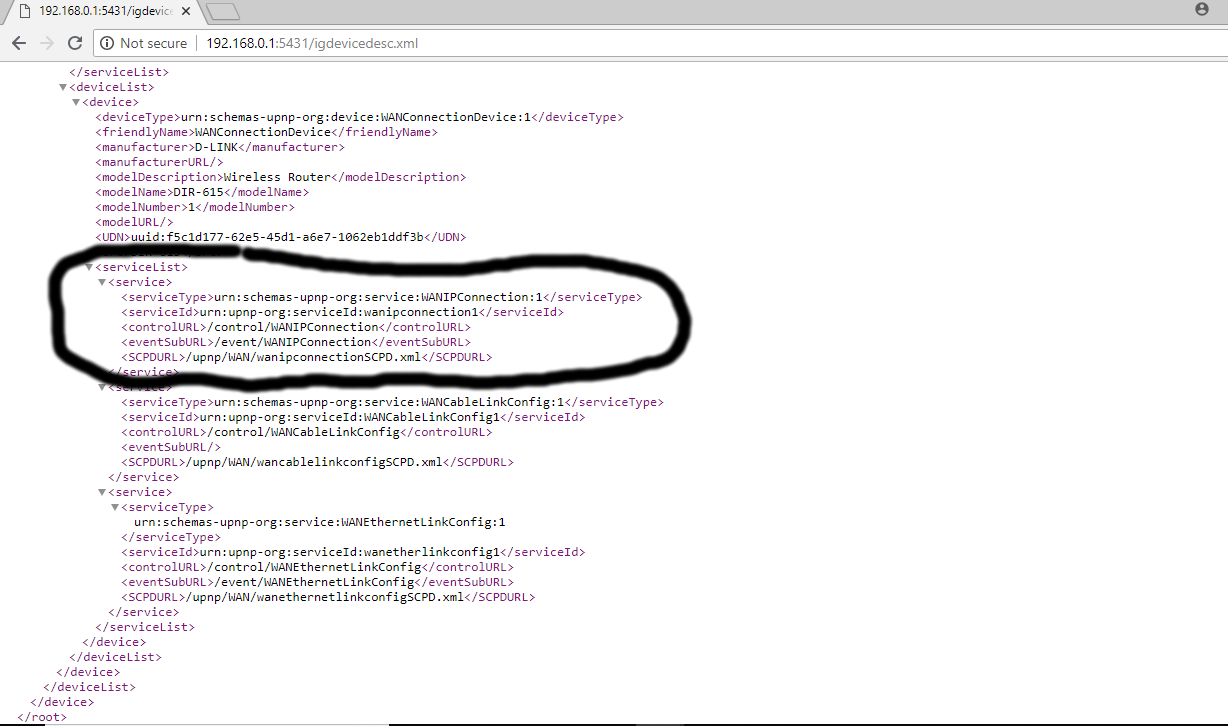 192.168.0.1:5431/igdevice
Not secure | 192.168.0.1:5431/igdevicedesc.xml
</serviceList>
<deviceList>
<device>
<deviceType>urn:schemas-upnp-org:device:WANConnectionDevice:1</deviceType>
<friendlyName>WANConnectionDevice</friendlyName>
<manufacturer>D-LINK</manufacturer>
<manufacturerURL/>
<modelDescription>Wireless Router</modelDescription>
<modelName>DIR-615</modelName>
<modelNumber>1</modelNumber>
<modelURL/>
<UDN>uuid:f5c1d177-62e5-45d1-a6e7-1062eb1ddf3b</UDN>
<serviceList>
<service>
<serviceType>urn:schemas-upnp-org:service:WANIPConnection:1</serviceType>
<serviceId>urn:upnp-org:serviceId:wanipconnection1</serviceId>
<controlURL>/control/WANIPConnection</controlURL>
<eventSubURL>/event/WANIPConnection</eventSubURL>
<SCPDURL>/upnp/WAN/wanipconnectionSCPD.xml</SCPDURL>
</service>
<service>
<serviceType>urn:schemas-upnp-org:service:WANCableLinkConfig:1</serviceType>
<serviceId>urn:upnp-org:serviceId:WANCableLinkConfig1</serviceId>
<controlURL>/control/WANCableLinkConfig</controlURL>
<eventSubURL/>
<SCPDURL>/upnp/WAN/wancablelinkconfigSCPD.xml</SCPDURL>
</service>
<service>
<serviceType>
urn:schemas-upnp-org:service:WANEthernetLinkConfig:1
</serviceType>
<serviceId>urn:upnp-org:serviceId:wanetherlinkconfig1</serviceId>
<controlURL>/control/WANEthernetLinkConfig</controlURL>
<eventSubURL>/event/WANEthernetLinkConfig</eventSubURL>
<SCPDURL>/upnp/WAN/wanethernetlinkconfigSCPD.xml</SCPDURL>
</service>
</serviceList>
</device>
</deviceList>
</device>
</deviceList>
</device>
</root>